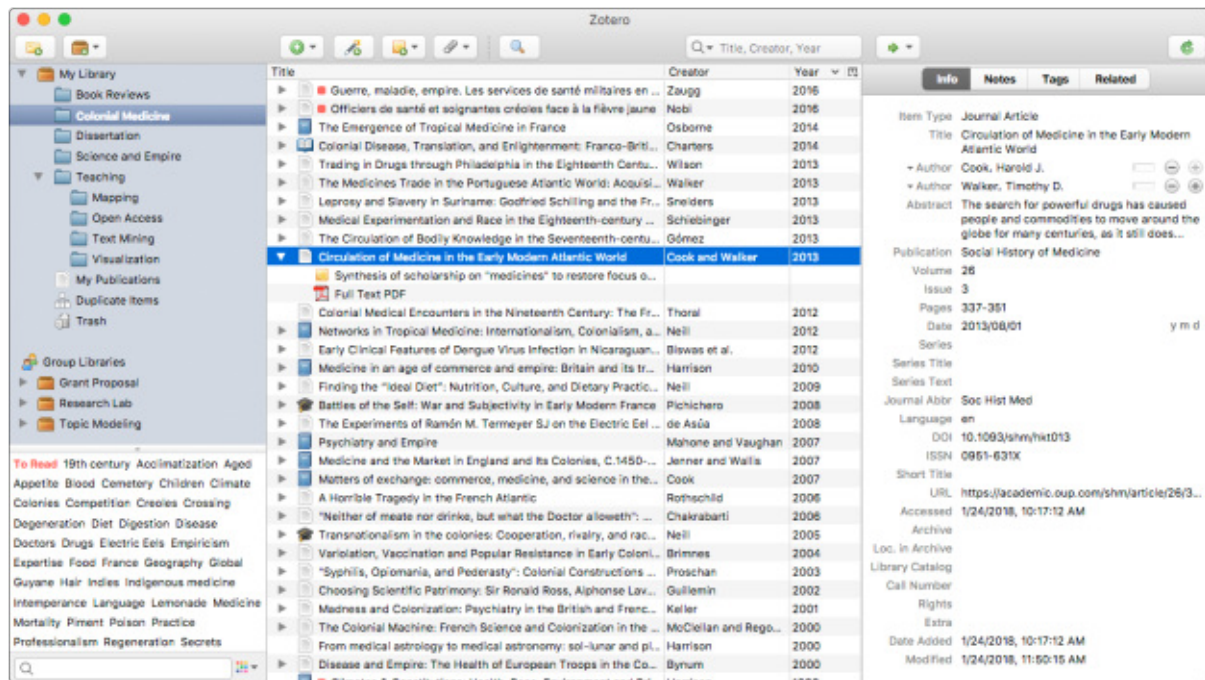 Zotero
Title, Creator, Year
My Library
Book Reviews
Colonial Medicine
Dissertation
Science and Empire
Teaching
Mapping
Open Access
Text Mining
Visualization
My Publications
Duplicate Items
Trash
Group Libraries
Grant Proposal
Research Lab
Topic Modeling
To Read 19th century Acclimatization Aged
Appetite Blood Cemetery Children Climate
Colonies Competition Creoles Crossing
Degeneration Diet Digestion Disease
Doctors Drugs Electric Eels Empiricism
Expertise Food France Geography Global
Guyane Hair Indies Indigenous medicine
Intemperance Language Lemonade Medicine
Mortality Piment Poison Practice
Professionalism Regeneration Secrets
Title Creator Year
Guerre, maladie, empire. Les services de santé militaires en ... Zaugg 2016
Officiers de santé et soignantes créoles face à la fièvre jaune Nobi 2016
The Emergence of Tropical Medicine in France Osborne 2014
Colonial Disease, Translation, and Enlightenment: Franco-Briti... Charters 2014
Trading in Drugs through Philadelphia in the Eighteenth Centu... Wilson 2013
The Medicines Trade in the Portuguese Atlantic World: Acquisi... Walker 2013
Leprosy and Slavery in Suriname: Godfried Schilling and the Fr... Snelders 2013
Medical Experimentation and Race in the Eighteenth-century ... Schiebinger 2013
The Circulation of Bodily Knowledge in the Seventeenth-centu... Gómez 2013
Circulation of Medicine in the Early Modern Atlantic World Cook and Walker 2013
Synthesis of scholarship on "medicines" to restore focus o...
Full Text PDF
Colonial Medical Encounters in the Nineteenth Century: The Fr... Thoral 2012
Networks in Tropical Medicine: Internationalism, Colonialism, a... Neill 2012
Early Clinical Features of Dengue Virus Infection in Nicaraguan... Biswas et al. 2012
Medicine in an age of commerce and empire: Britain and its tr... Harrison 2010
Finding the "Ideal Diet": Nutrition, Culture, and Dietary Practic... Neill 2009
Battles of the Self: War and Subjectivity in Early Modern France Pichichero 2008
The Experiments of Ramón M. Termeyer SJ on the Electric Eel ... de Asúa 2008
Psychiatry and Empire Mahone and Vaughan 2007
Medicine and the Market in England and Its Colonies, C.1450-... Jenner and Wallis 2007
Matters of exchange: commerce, medicine, and science in the... Cook 2007
A Horrible Tragedy in the French Atlantic Rothschild 2006
"Neither of meate nor drinke, but what the Doctor alloweth": ... Chakrabarti 2006
Transnationalism in the colonies: Cooperation, rivalry, and rac... Neill 2005
Variolation, Vaccination and Popular Resistance in Early Coloni... Brimnes 2004
"Syphilis, Opiomania, and Pederasty": Colonial Constructions ... Proschan 2003
Choosing Scientific Patrimony: Sir Ronald Ross, Alphonse Lav... Guillemin 2002
Madness and Colonization: Psychiatry in the British and Frenc... Keller 2001
The Colonial Machine: French Science and Colonization in the ... McClellan and Rego... 2000
From medical astrology to medical astronomy: sol-lunar and pl... Harrison 2000
Disease and Empire: The Health of European Troops in the Co... Bynum 2000
Info Notes Tags Related
Item Type Journal Article
Title Circulation of Medicine in the Early Modern
Atlantic World
Author Cook, Harold J.
Author Walker, Timothy D.
Abstract The search for powerful drugs has caused
people and commodities to move around the
globe for many centuries, as it still does...
Publication Social History of Medicine
Volume 26
Issue 3
Pages 337-351
Date 2013/08/01 y m d
Series
Series Title
Series Text
Journal Abbr Soc Hist Med
Language en
DOI 10.1093/shm/hkt013
ISSN 0951-631X
Short Title
URL https://academic.oup.com/shm/article/26/3...
Accessed 1/24/2018, 10:17:12 AM
Archive
Loc. in Archive
Library Catalog
Call Number
Rights
Extra
Date Added 1/24/2018, 10:17:12 AM
Modified 1/24/2018, 11:50:15 AM